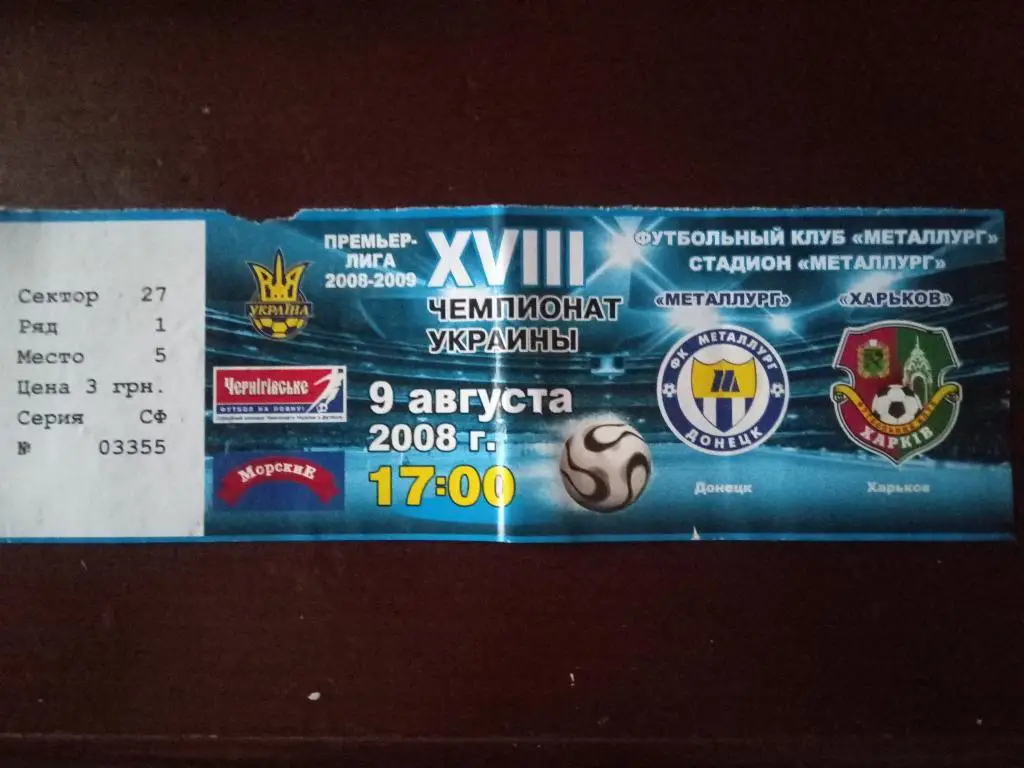 Сектор 27
Ряд 1
Место 5
Цена 3 грн.
Серия СФ
№ 03355
УКРАЇНА
ПРЕМЬЕР-
ЛИГА
2008-2009
XVIII
ЧЕМПИОНАТ
УКРАИНЫ
Чернігівське
ФУТБОЛ НА ПОВНУ!
МорскиЕ
9 августа
2008 г.
17:00
ФУТБОЛЬНЫЙ КЛУБ «МЕТАЛЛУРГ»
СТАДИОН «МЕТАЛЛУРГ»
«МЕТАЛЛУРГ»
«ХАРЬКОВ»
ФК МЕТАЛЛУРГ
ДОНЕЦК
ХАРКІВ
Донецк
Харьков